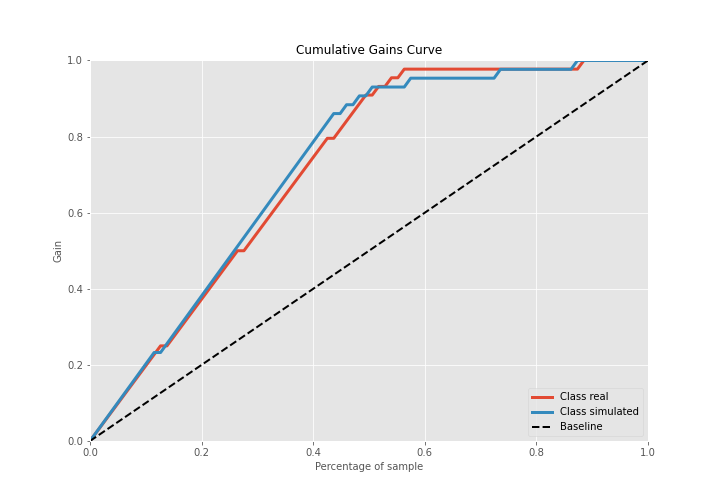 Cumulative Gains Curve
1.0
0.8
0.6
0.4
0.2
0.0
Gain
0.0 0.2 0.4 0.6 0.8 1.0
Percentage of sample
Class real
Class simulated
Baseline